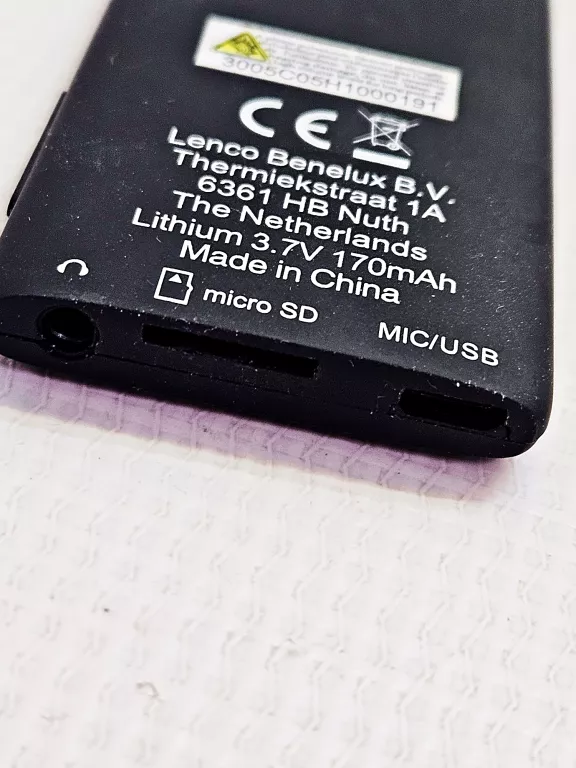 3005C05H1000191
CE
Lenco Benelux B.V.
Thermiekstraat 1A
6361 HB Nuth
The Netherlands
Lithium 3.7V 170mAh
Made in China
micro SD
MIC/USB